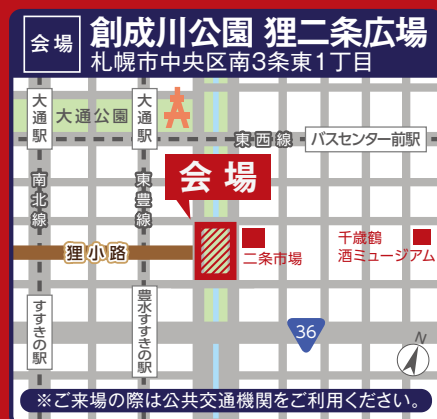 会場
創成川公園 狸二条広場
札幌市中央区南3条東1丁目
大通駅
大通公園
大通駅
東西線
バスセンター前駅
南北線
東豊線
会場
狸小路
二条市場
千歳鶴
酒ミュージアム
すすきの駅
豊水すすきの駅
36
N
※ご来場の際は公共交通機関をご利用ください。